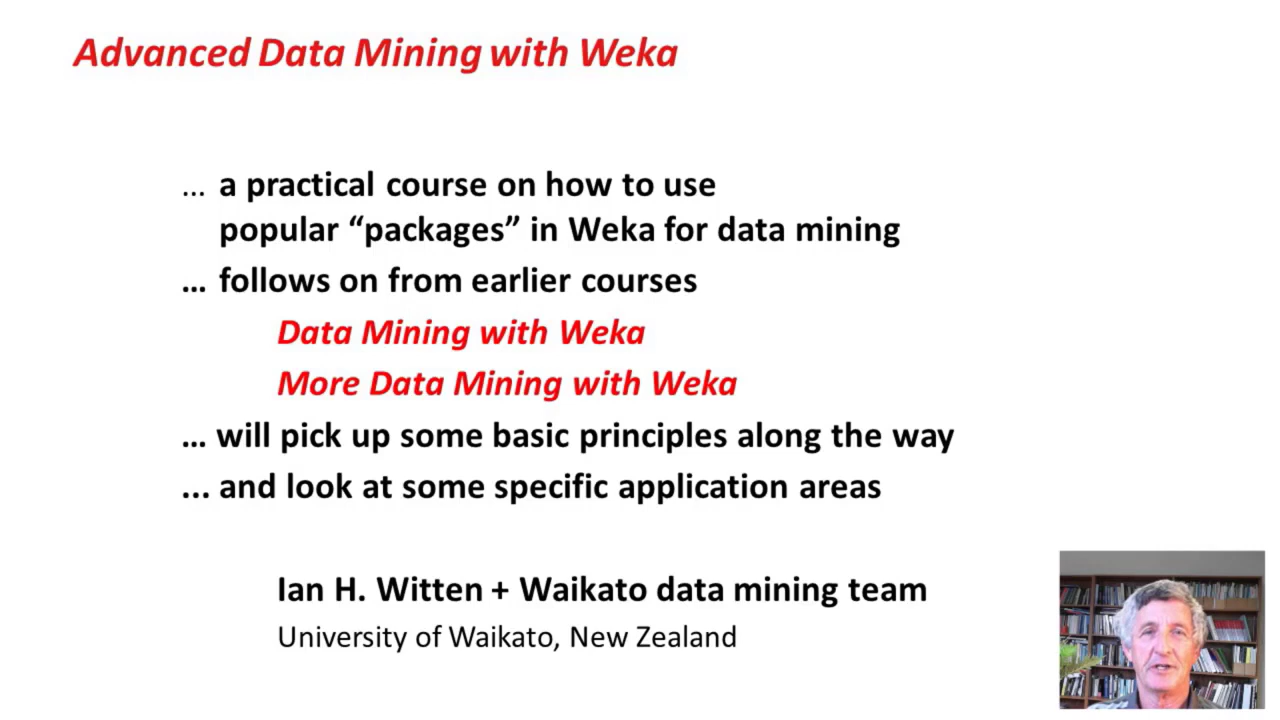 Advanced Data Mining with Weka
… a practical course on how to use
popular “packages” in Weka for data mining
… follows on from earlier courses
Data Mining with Weka
More Data Mining with Weka
… will pick up some basic principles along the way
... and look at some specific application areas
Ian H. Witten + Waikato data mining team
University of Waikato, New Zealand